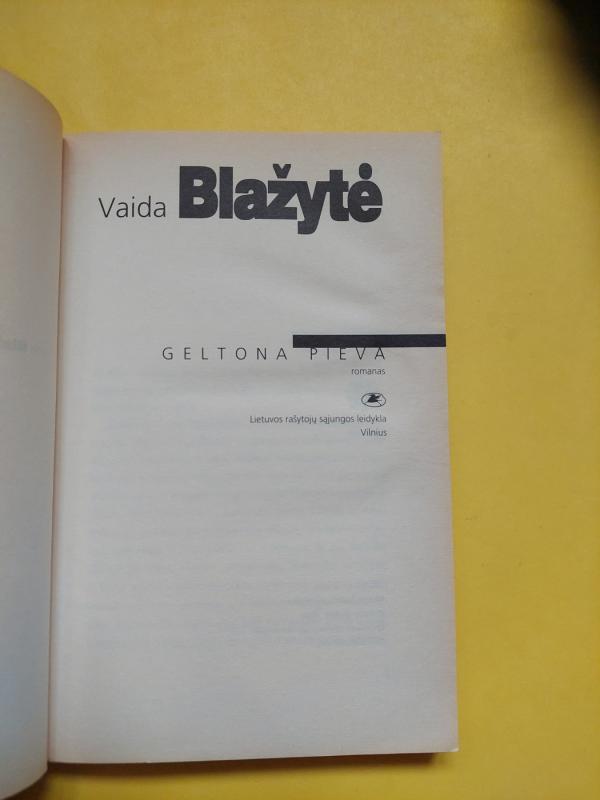 Vaida Blažytė
GELTONA PIEVA
romanas
Lietuvos rašytojų sąjungos leidykla
Vilnius